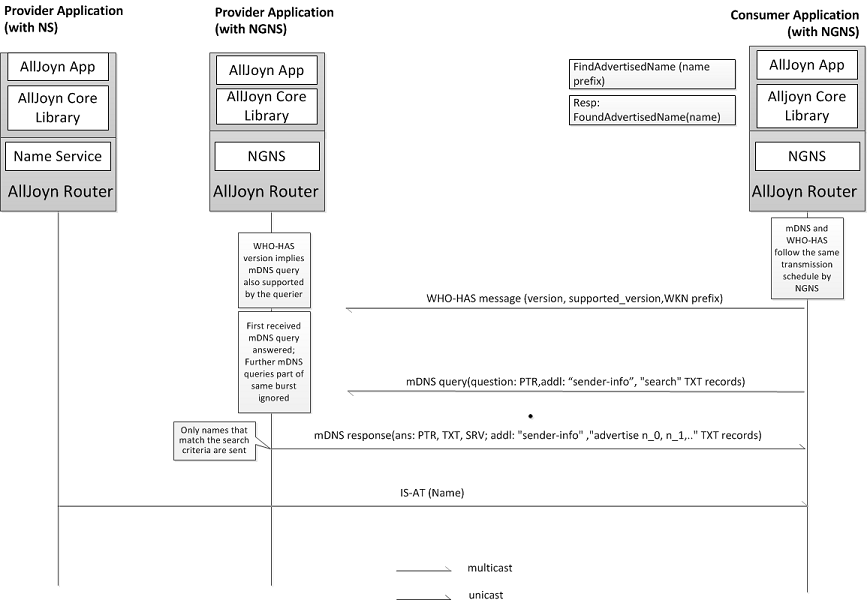 Provider Application
(with NS)
Provider Application
(with NGNS)
Consumer Application
(with NGNS)
AllJoyn App
AllJoyn Core
Library
Name Service
AllJoyn Router
AllJoyn App
AllJoyn Core
Library
NGNS
AllJoyn Router
FindAdvertisedName (name
prefix)
Resp:
FoundAdvertisedName(name)
AllJoyn App
Alljoyn Core
Library
NGNS
AllJoyn Router
WHO-HAS
version implies
mDNS query
also supported
by the querier
mDNS and
WHO-HAS
follow the same
transmission
schedule by
NGNS
WHO-HAS message (version, supported_version,WKN prefix)
First received
mDNS query
answered;
Further mDNS
queries part of
same burst
ignored
mDNS query(question: PTR,addl: “sender-info”, "search" TXT records)
Only names that
match the search
criteria are sent
mDNS response(ans: PTR, TXT, SRV; addl: "sender-info" ,"advertise n_0, n_1,.." TXT records)
IS-AT (Name)
multicast
unicast